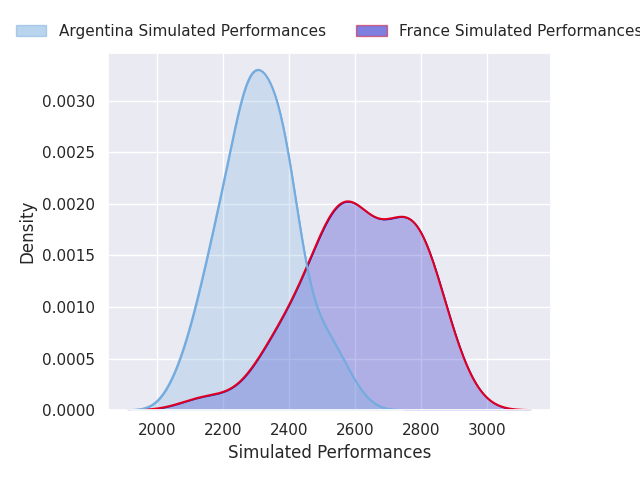 Argentina Simulated Performances France Simulated Performances
0.0030
0.0025
0.0020
0.0015
0.0010
0.0005
0.0000
Density
2000 2200 2400 2600 2800 3000
Simulated Performances